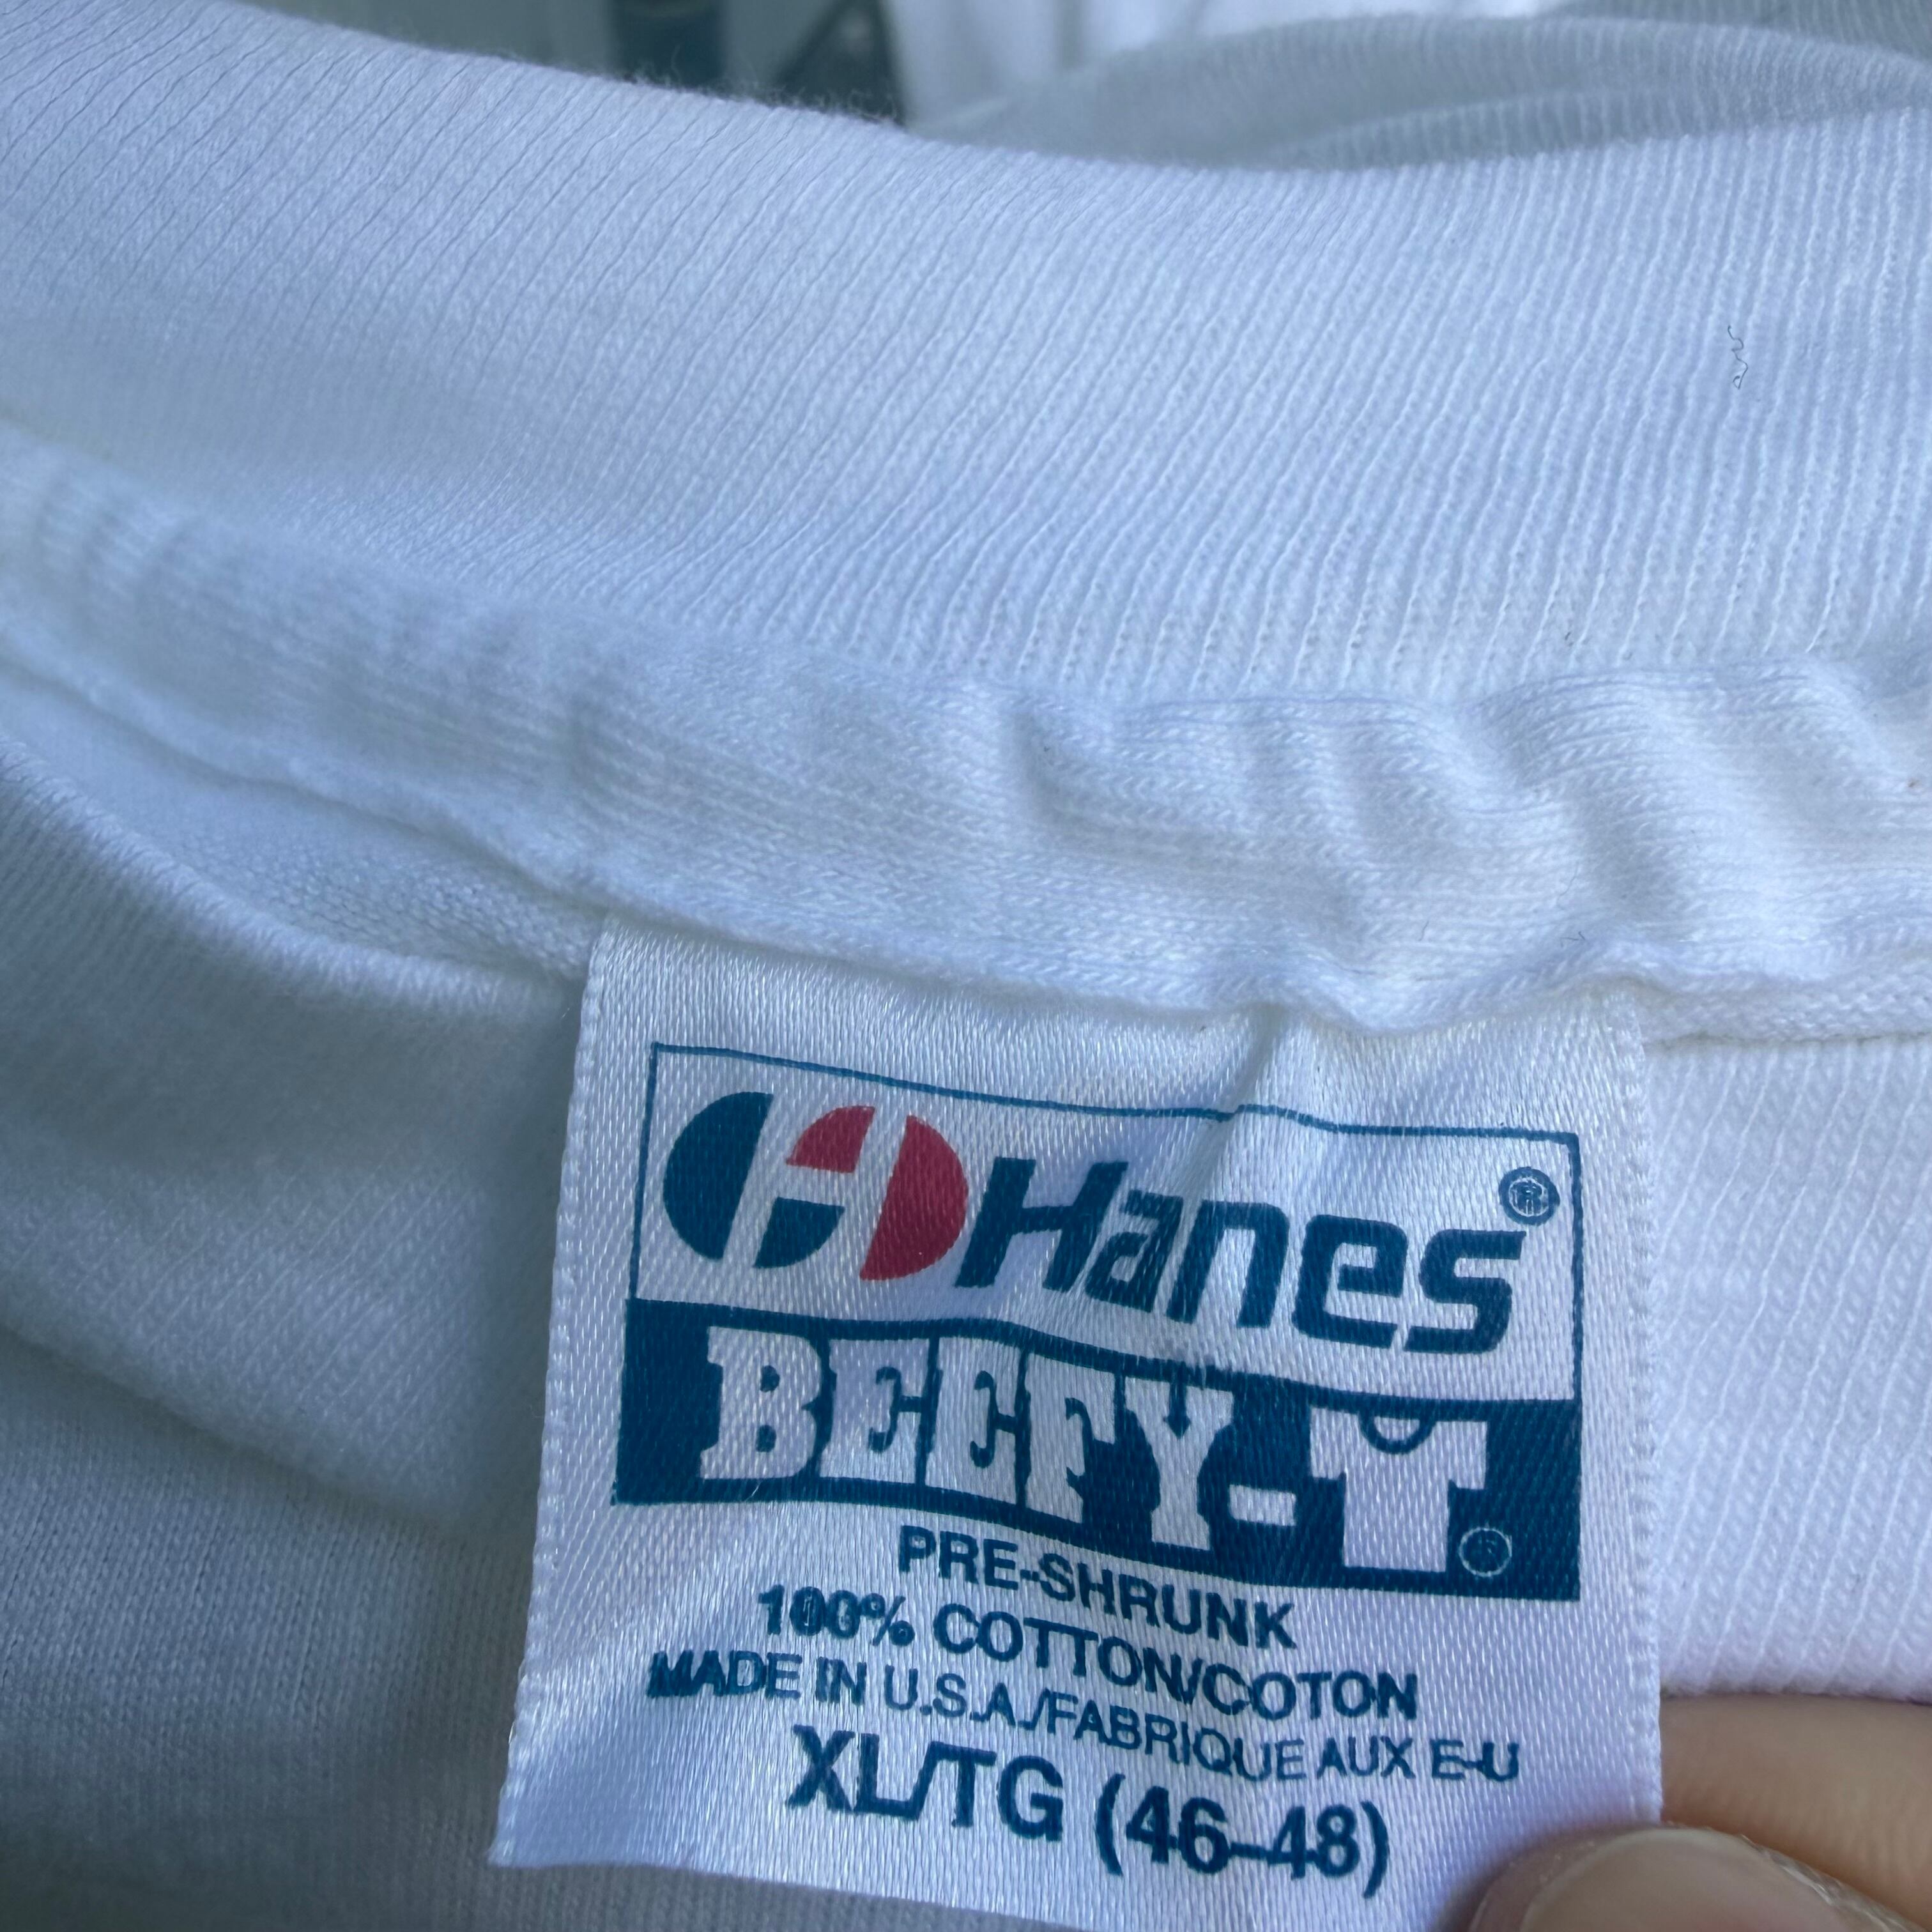 Hanes®
BEEFY-T®
PRE-SHRUNK
100% COTTON/COTON
MADE IN U.S.A./FABRIQUE AUX E-U
XL/TG (46-48)